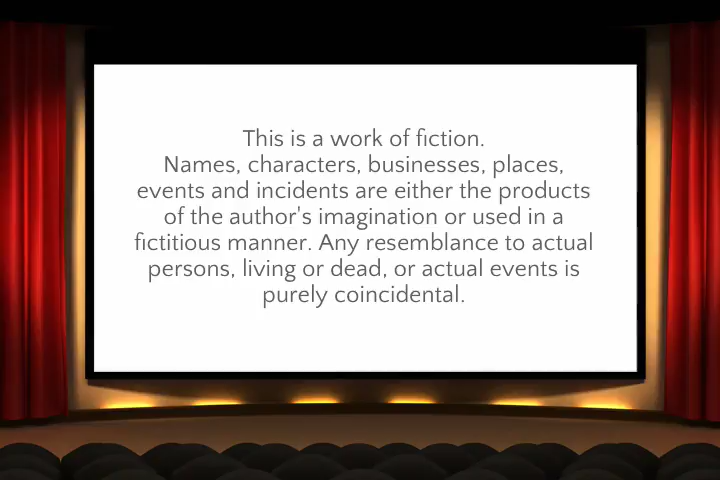 This is a work of fiction.
Names, characters, businesses, places,
events and incidents are either the products
of the author's imagination or used in a
fictitious manner. Any resemblance to actual
persons, living or dead, or actual events is
purely coincidental.